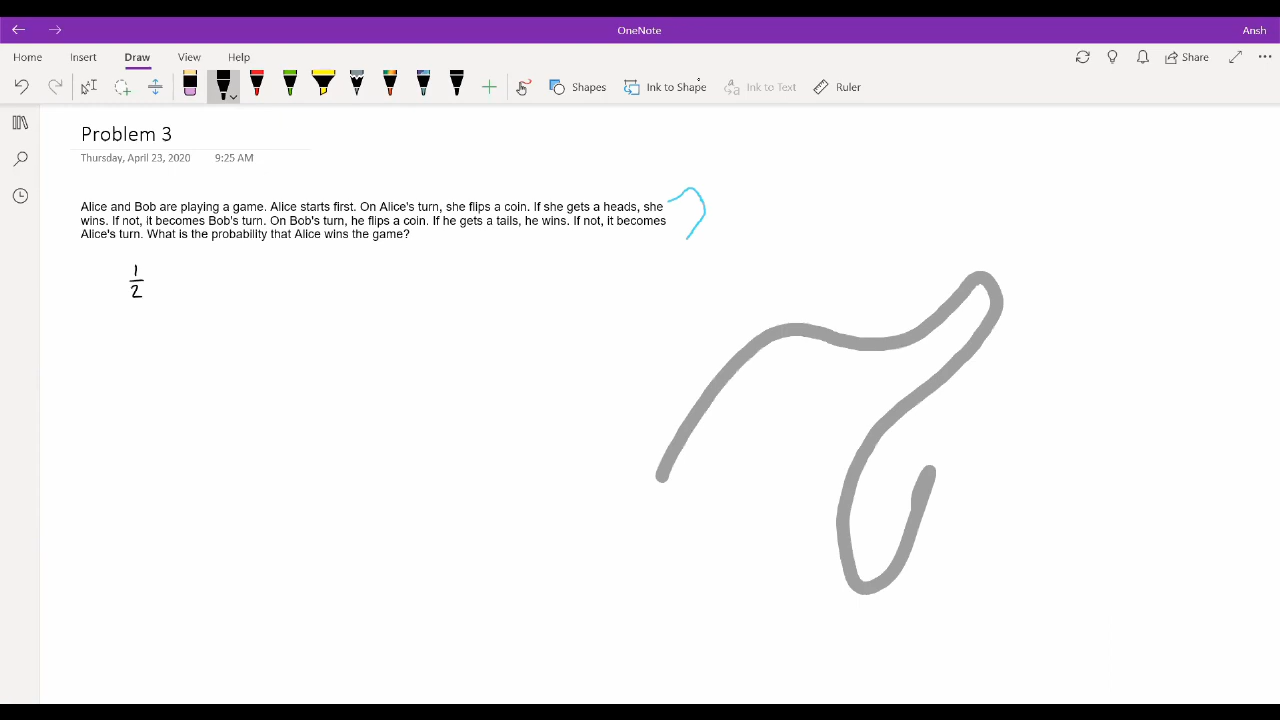 OneNote
Ansh
Home Insert Draw View Help
Share
Shapes Ink to Shape Ink to Text Ruler
Problem 3
Thursday, April 23, 2020 9:25 AM
Alice and Bob are playing a game. Alice starts first. On Alice's turn, she flips a coin. If she gets a heads, she
wins. If not, it becomes Bob's turn. On Bob's turn, he flips a coin. If he gets a tails, he wins. If not, it becomes
Alice's turn. What is the probability that Alice wins the game?
1
2